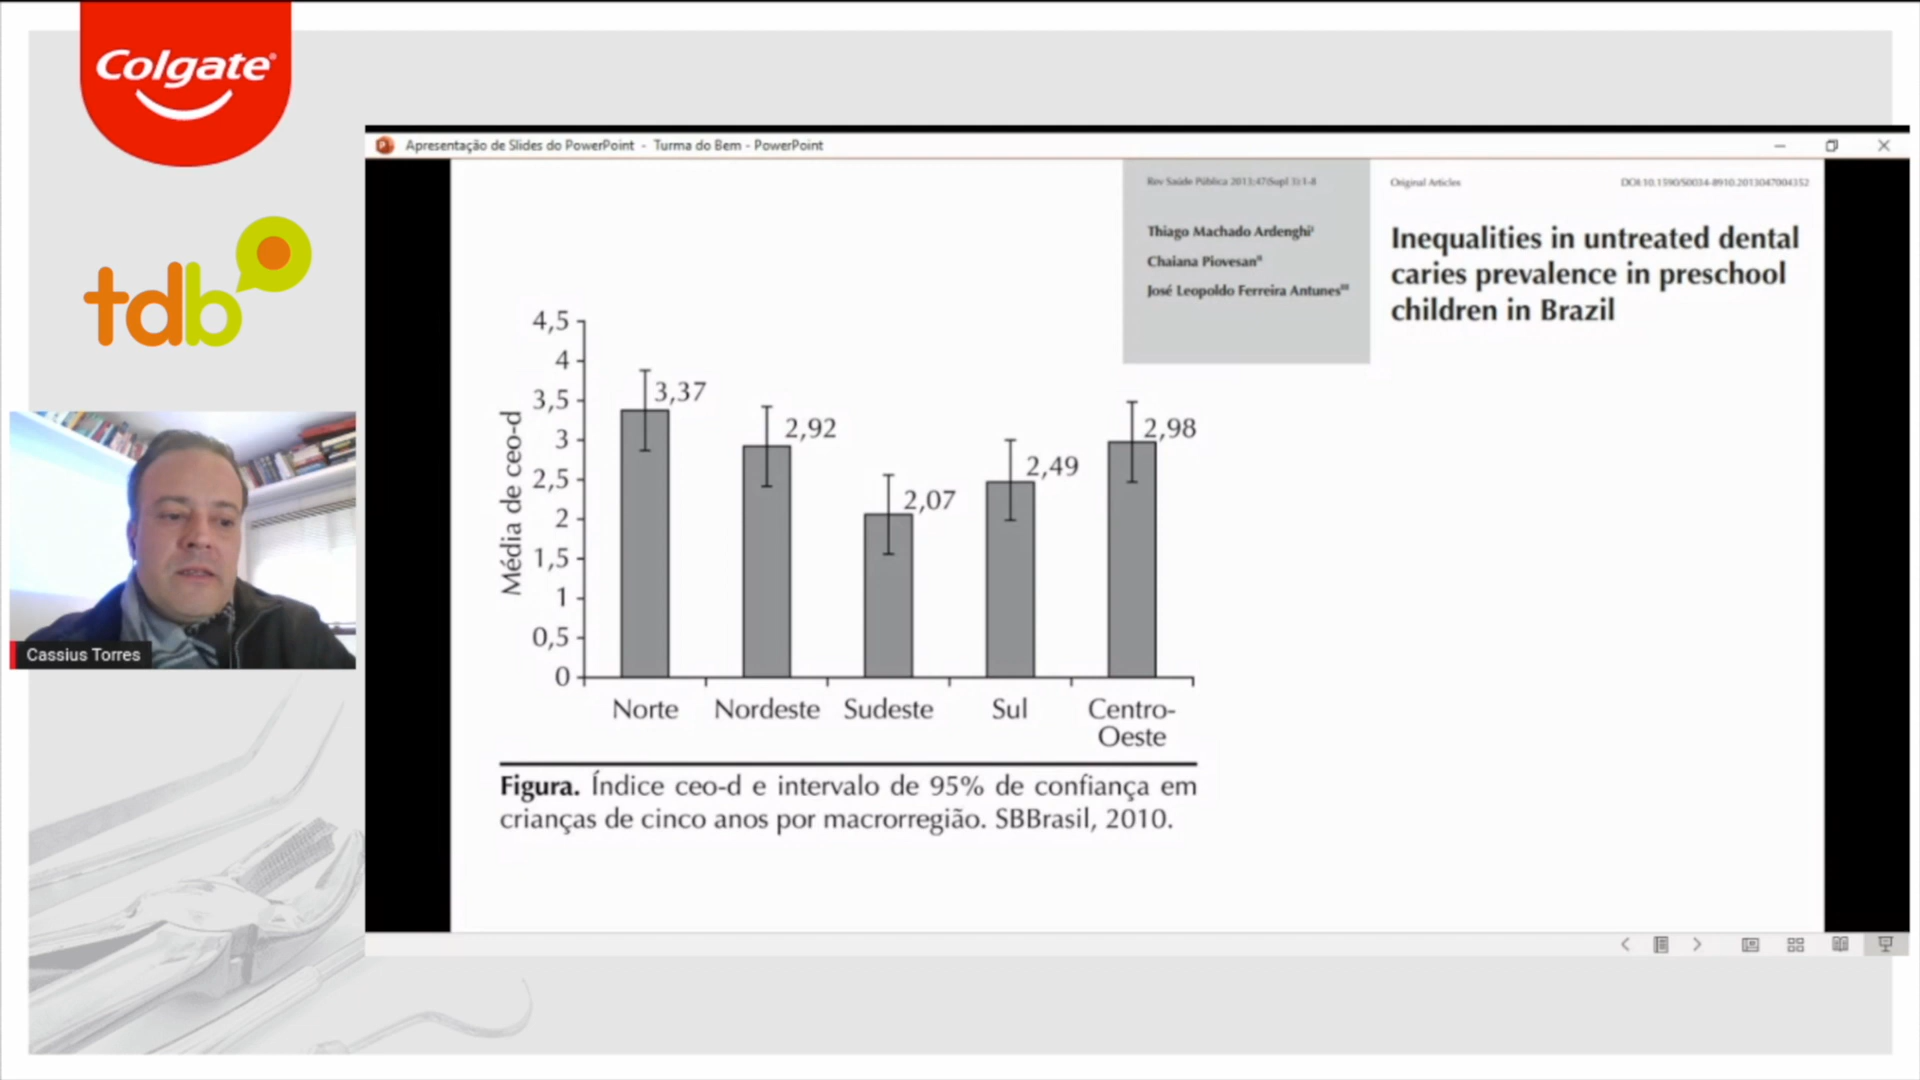 Colgate®
tdb
Cassius Torres
Apresentação de Slides do PowerPoint - Turma do Bem - PowerPoint
Rev Saúde Pública 2013;47(Supl 3):1-8
Original Articles
DOI:10.1590/S0034-8910.2013047004352
Thiago Machado Ardenghi
Chaiana Piovesan
José Leopoldo Ferreira Antunes
Inequalities in untreated dental
caries prevalence in preschool
children in Brazil
Média de ceo-d
4,5
4
3,5
3
2,5
2
1,5
1
0,5
0
3,37
2,92
2,07
2,49
2,98
Norte
Nordeste
Sudeste
Sul
Centro-
Oeste
Figura. Índice ceo-d e intervalo de 95% de confiança em
crianças de cinco anos por macrorregião. SBBrasil, 2010.